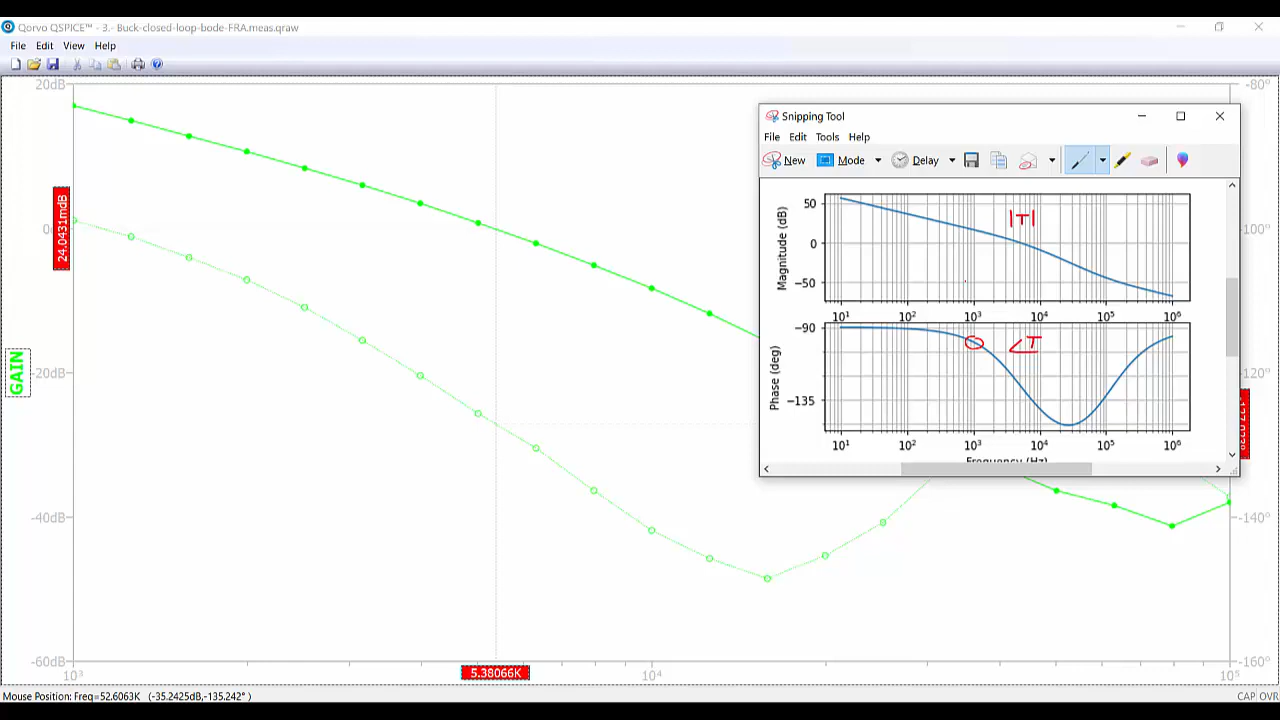 Qorvo QSPICE™ - 3.- Buck-closed-loop-bode-FRA.meas.qraw
File Edit View Help
20dB
0
-20dB
-40dB
-60dB
24.0431mdB
GAIN
-80°
100°
120°
-140°
-160°
10³
10⁴
10⁵
5.38066K
Snipping Tool
File Edit Tools Help
New Mode Delay
50
0
−50
Magnitude (dB)
|T|
10¹ 10² 10³ 10⁴ 10⁵ 10⁶
−90
−135
Phase (deg)
∠T
10¹ 10² 10³ 10⁴ 10⁵ 10⁶
Frequency (Hz)
Mouse Position: Freq=52.6063K (-35.2425dB,-135.242°)
CAP OVR